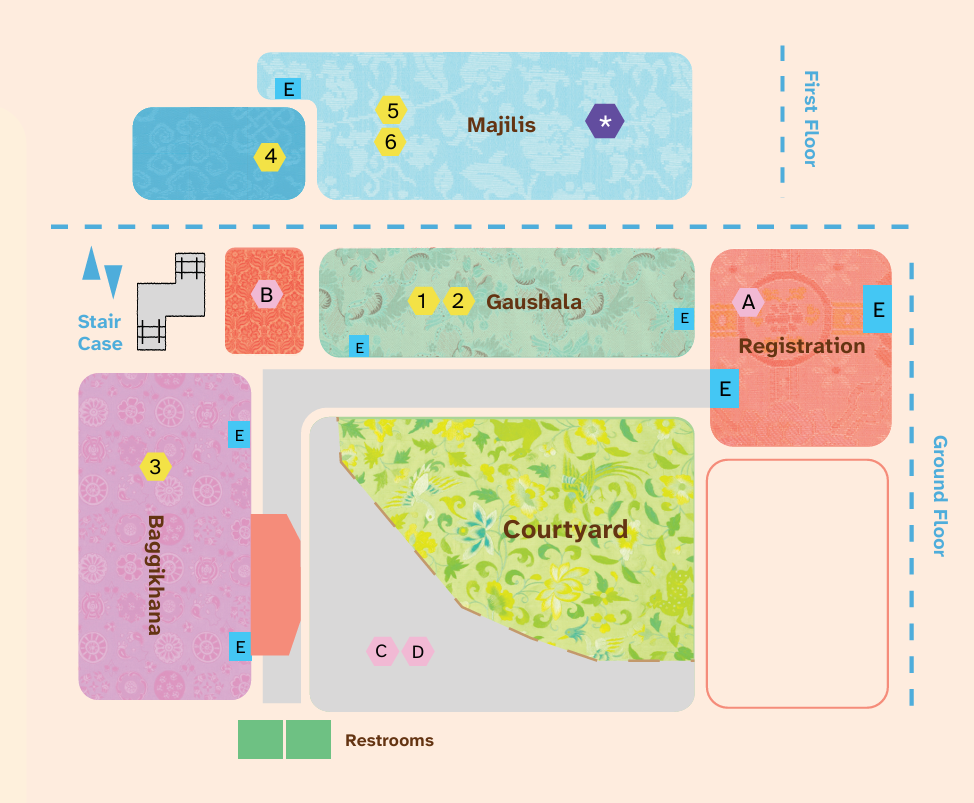 First Floor
E
5
Majilis
*
6
4
Stair
Case
B
1
2
Gaushala
A
E
E
E
Registration
E
E
3
Baggikhana
Courtyard
Ground Floor
E
C
D
Restrooms